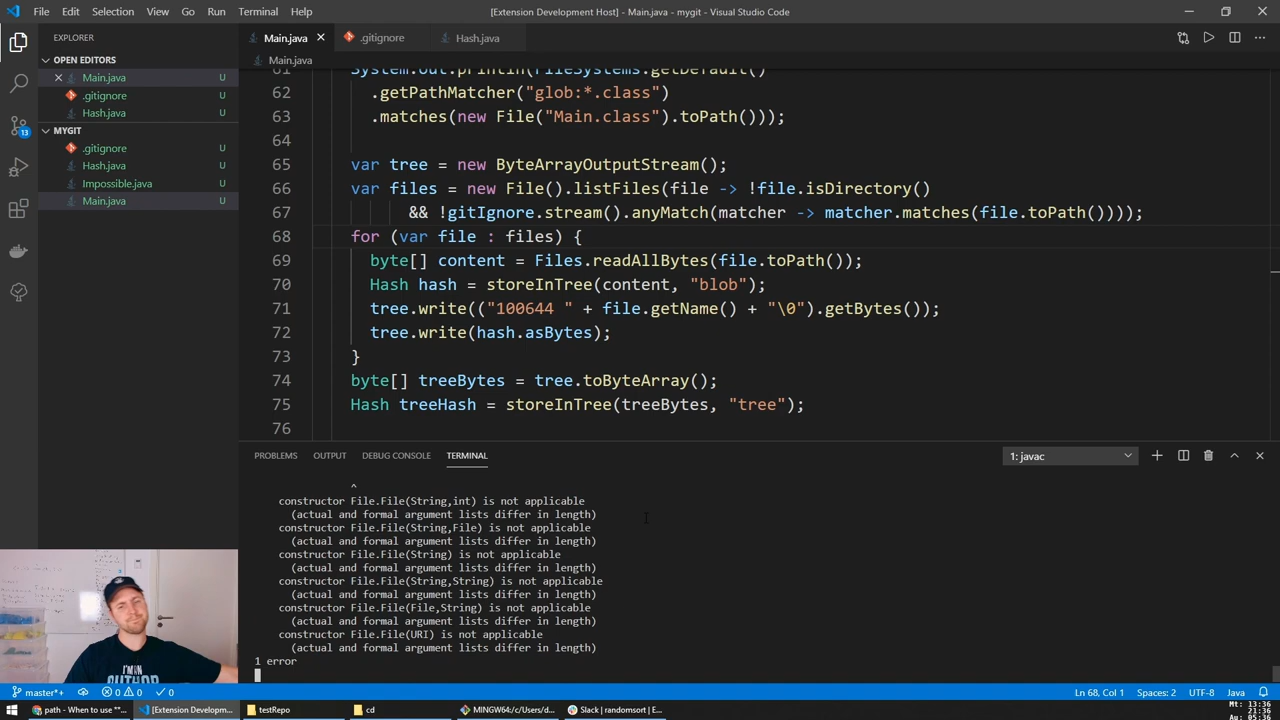 File Edit Selection View Go Run Terminal Help
[Extension Development Host] - Main.java - mygit - Visual Studio Code
EXPLORER
OPEN EDITORS
Main.java U
.gitignore U
Hash.java U
MYGIT
.gitignore U
Hash.java U
Impossible.java U
Main.java U
13
Main.java
.gitignore
Hash.java
Main.java
61 System.out.println(FileSystems.getDefault()
62 .getPathMatcher("glob:*.class")
63 .matches(new File("Main.class").toPath()));
64
65 var tree = new ByteArrayOutputStream();
66 var files = new File().listFiles(file -> !file.isDirectory()
67 && !gitIgnore.stream().anyMatch(matcher -> matcher.matches(file.toPath())));
68 for (var file : files) {
69 byte[] content = Files.readAllBytes(file.toPath());
70 Hash hash = storeInTree(content, "blob");
71 tree.write(("100644 " + file.getName() + "\0").getBytes());
72 tree.write(hash.asBytes);
73 }
74 byte[] treeBytes = tree.toByteArray();
75 Hash treeHash = storeInTree(treeBytes, "tree");
76
PROBLEMS OUTPUT DEBUG CONSOLE TERMINAL
1: javac
^
constructor File.File(String,int) is not applicable
(actual and formal argument lists differ in length)
constructor File.File(String,File) is not applicable
(actual and formal argument lists differ in length)
constructor File.File(String) is not applicable
(actual and formal argument lists differ in length)
constructor File.File(String,String) is not applicable
(actual and formal argument lists differ in length)
constructor File.File(File,String) is not applicable
(actual and formal argument lists differ in length)
constructor File.File(URI) is not applicable
(actual and formal argument lists differ in length)
1 error
I'M AN
AUTHOR
master*+ 0 0 0
Ln 68, Col 1 Spaces: 2 UTF-8 Java
path - When to use "*...
[Extension Developm...
testRepo
cd
MINGW64:/c/Users/d...
Slack | randomsort | E...
Mt: 13:36
21:36